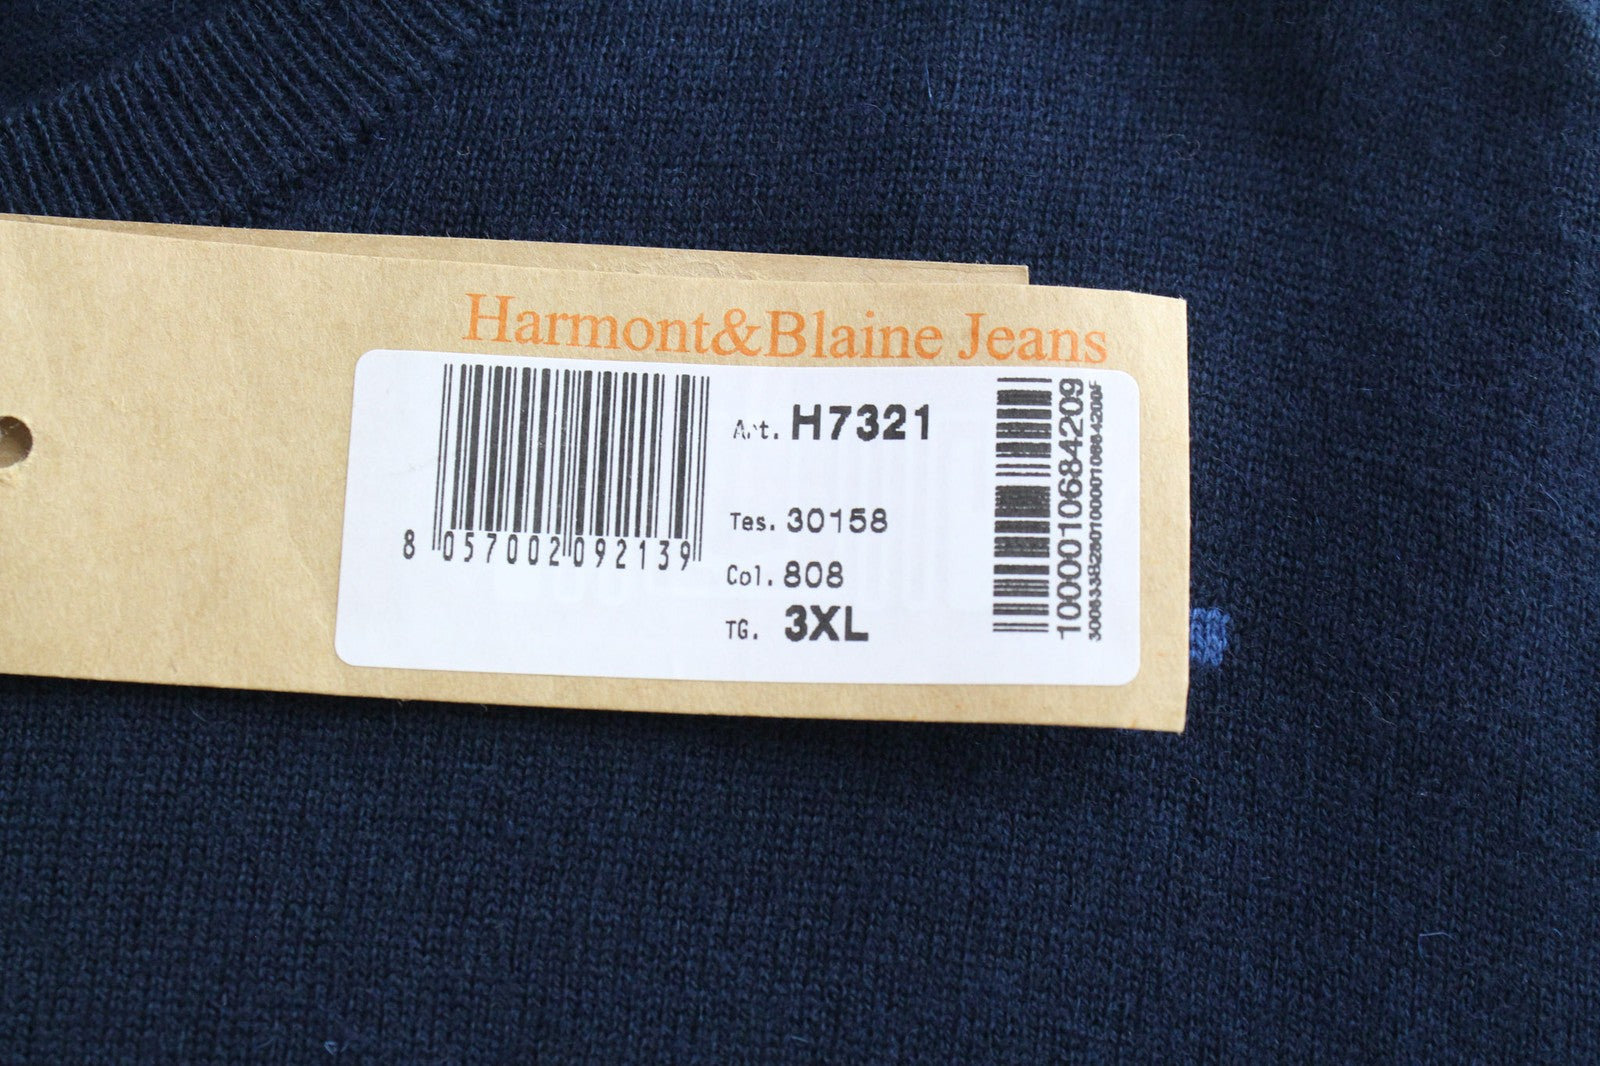 Harmont&Blaine Jeans
8 057002 092139
Art. H7321
Tes. 30158
Col. 808
TG. 3XL
1000010684209